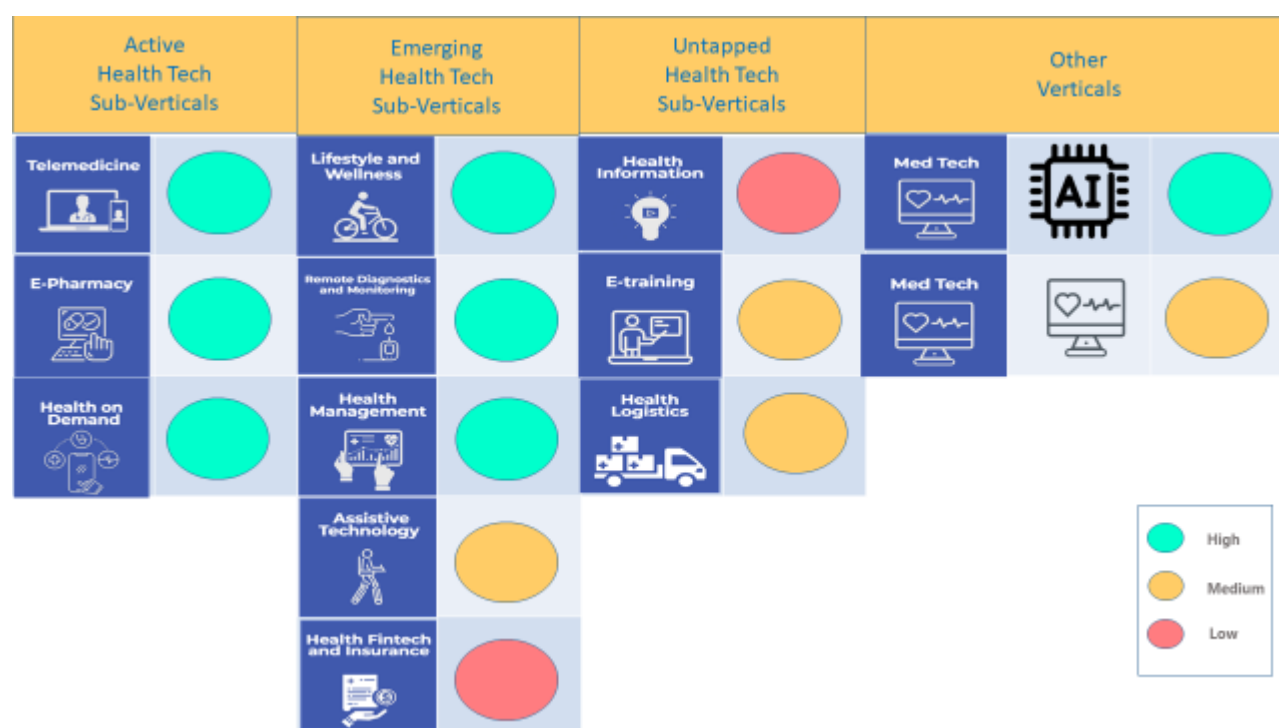 Active
Health Tech
Sub-Verticals
Emerging
Health Tech
Sub-Verticals
Untapped
Health Tech
Sub-Verticals
Other
Verticals
Telemedicine
Lifestyle and
Wellness
Health
Information
Med Tech
AI
E-Pharmacy
Remote Diagnostics
and Monitoring
E-training
Med Tech
Health on
Demand
Health
Management
Health
Logistics
Assistive
Technology
Health Fintech
and Insurance
High
Medium
Low